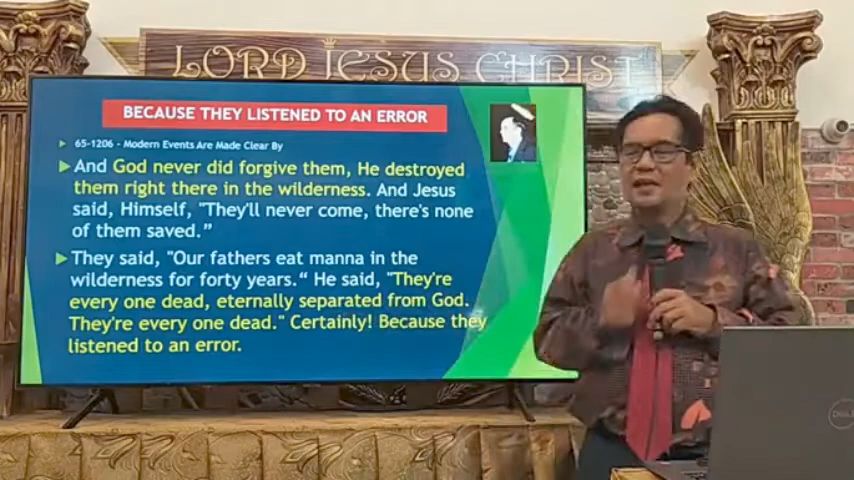 LORD JESUS CHRIST
BECAUSE THEY LISTENED TO AN ERROR
65-1206 - Modern Events Are Made Clear By
And God never did forgive them, He destroyed
them right there in the wilderness. And Jesus
said, Himself, "They'll never come, there's none
of them saved.”
They said, "Our fathers eat manna in the
wilderness for forty years.“ He said, "They're
every one dead, eternally separated from God.
They're every one dead." Certainly! Because they
listened to an error.
DELL